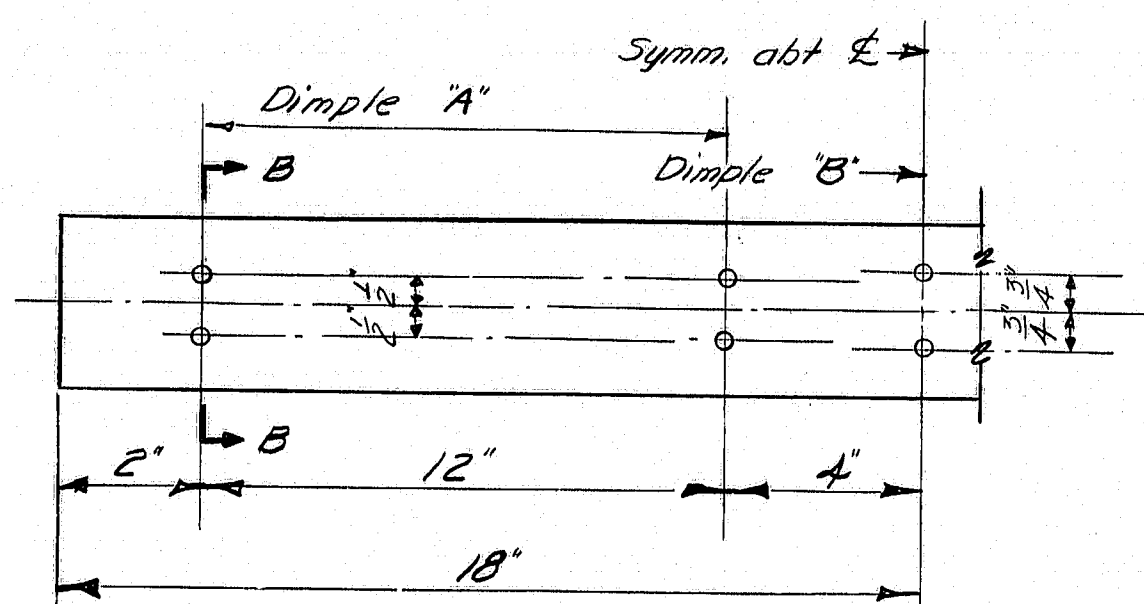 Symm. abt ℄
Dimple "A"
B
Dimple "B"
1/2"
1/2"
3/4"
3/4"
B
2"
12"
4"
18"